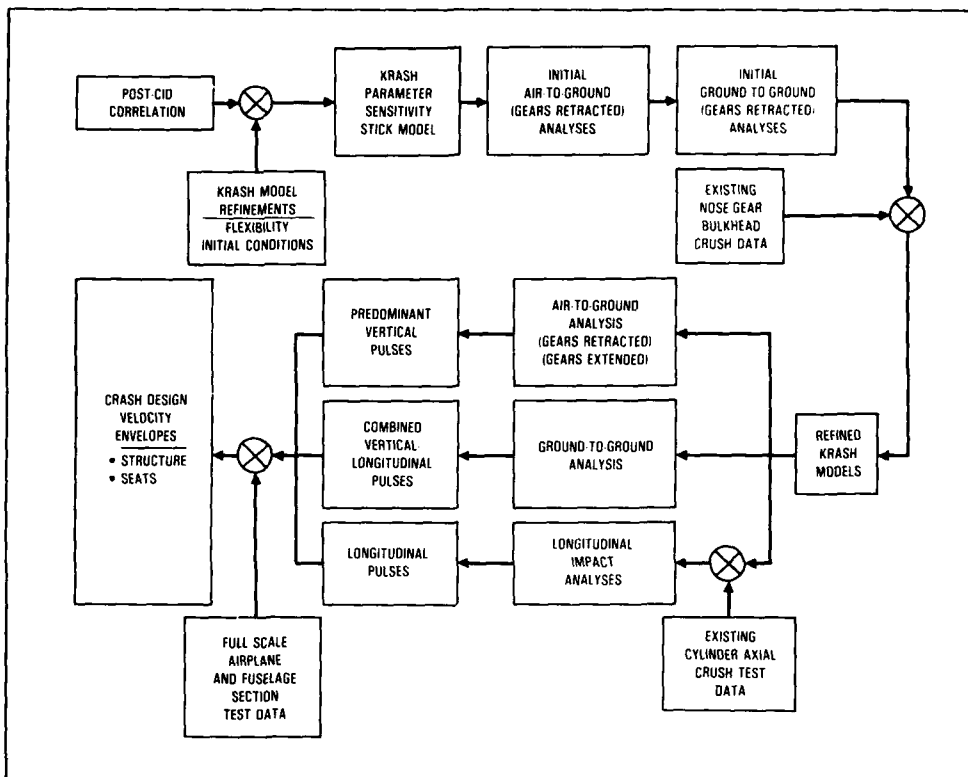 POST-CID
CORRELATION
KRASH
PARAMETER
SENSITIVITY
STICK MODEL
INITIAL
AIR-TO-GROUND
(GEARS RETRACTED)
ANALYSES
INITIAL
GROUND TO GROUND
(GEARS RETRACTED)
ANALYSES
KRASH MODEL
REFINEMENTS
FLEXIBILITY
INITIAL CONDITIONS
EXISTING
NOSE GEAR
BULKHEAD
CRUSH DATA
CRASH DESIGN
VELOCITY
ENVELOPES
• STRUCTURE
• SEATS
PREDOMINANT
VERTICAL
PULSES
AIR-TO-GROUND
ANALYSIS
(GEARS RETRACTED)
(GEARS EXTENDED)
COMBINED
VERTICAL-
LONGITUDINAL
PULSES
GROUND-TO-GROUND
ANALYSIS
REFINED
KRASH
MODELS
LONGITUDINAL
PULSES
LONGITUDINAL
IMPACT
ANALYSES
FULL SCALE
AIRPLANE
AND FUSELAGE
SECTION
TEST DATA
EXISTING
CYLINDER AXIAL
CRUSH TEST
DATA